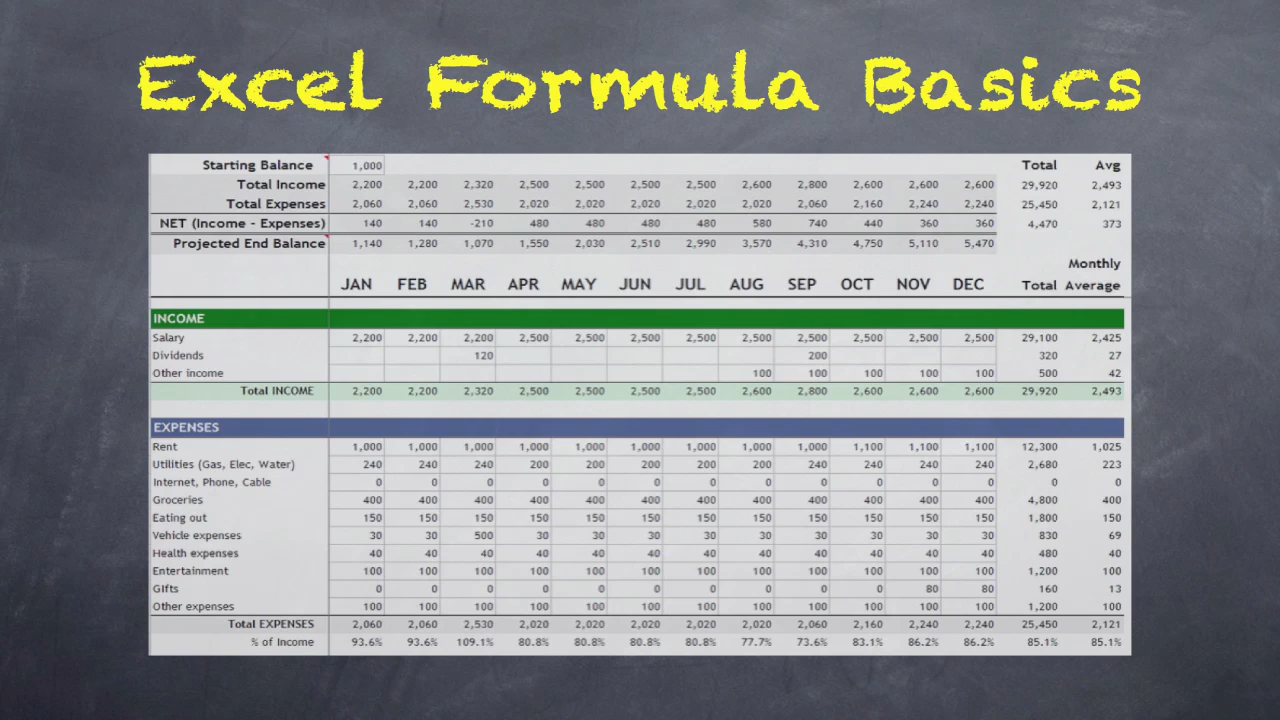 Excel Formula Basics
Starting Balance 1,000 Total Avg
Total Income 2,200 2,200 2,320 2,500 2,500 2,500 2,500 2,600 2,800 2,600 2,600 2,600 29,920 2,493
Total Expenses 2,060 2,060 2,530 2,020 2,020 2,020 2,020 2,020 2,060 2,160 2,240 2,240 25,450 2,121
NET (Income - Expenses) 140 140 -210 480 480 480 480 580 740 440 360 360 4,470 373
Projected End Balance 1,140 1,280 1,070 1,550 2,030 2,510 2,990 3,570 4,310 4,750 5,110 5,470
Monthly
JAN FEB MAR APR MAY JUN JUL AUG SEP OCT NOV DEC Total Average
INCOME
Salary 2,200 2,200 2,200 2,500 2,500 2,500 2,500 2,500 2,500 2,500 2,500 2,500 29,100 2,425
Dividends 120 200 320 27
Other income 100 100 100 100 100 500 42
Total INCOME 2,200 2,200 2,320 2,500 2,500 2,500 2,500 2,600 2,800 2,600 2,600 2,600 29,920 2,493
EXPENSES
Rent 1,000 1,000 1,000 1,000 1,000 1,000 1,000 1,000 1,000 1,100 1,100 1,100 12,300 1,025
Utilities (Gas, Elec, Water) 240 240 240 200 200 200 200 200 240 240 240 240 2,680 223
Internet, Phone, Cable 0 0 0 0 0 0 0 0 0 0 0 0 0 0
Groceries 400 400 400 400 400 400 400 400 400 400 400 400 4,800 400
Eating out 150 150 150 150 150 150 150 150 150 150 150 150 1,800 150
Vehicle expenses 30 30 500 30 30 30 30 30 30 30 30 30 830 69
Health expenses 40 40 40 40 40 40 40 40 40 40 40 40 480 40
Entertainment 100 100 100 100 100 100 100 100 100 100 100 100 1,200 100
GIfts 0 0 0 0 0 0 0 0 0 0 80 80 160 13
Other expenses 100 100 100 100 100 100 100 100 100 100 100 100 1,200 100
Total EXPENSES 2,060 2,060 2,530 2,020 2,020 2,020 2,020 2,020 2,060 2,160 2,240 2,240 25,450 2,121
% of Income 93.6% 93.6% 109.1% 80.8% 80.8% 80.8% 80.8% 77.7% 73.6% 83.1% 86.2% 86.2% 85.1% 85.1%